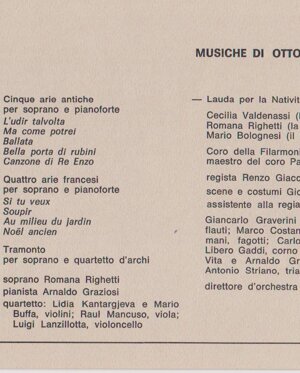 MUSICHE DI OTTO
Cinque arie antiche
per soprano e pianoforte
L'udir talvolta
Ma come potrei
Ballata
Bella porta di rubini
Canzone di Re Enzo
Quattro arie francesi
per soprano e pianoforte
Si tu veux
Soupir
Au milieu du jardin
Noël ancien
Tramonto
per soprano e quartetto d'archi
soprano Romana Righetti
pianista Arnaldo Graziosi
quartetto: Lidia Kantargjeva e Mario
Buffa, violini; Raul Mancuso, viola;
Luigi Lanzillotta, violoncello
— Lauda per la Nativit
Cecilia Valdenassi (
Romana Righetti (la
Mario Bolognesi (il
Coro della Filarmoni
maestro del coro Pa
regista Renzo Giacc
scene e costumi Gio
assistente alla regia
Giancarlo Graverini
flauti; Marco Costan
mani, fagotti; Carlo
Libero Gaddi, corno
Vita e Arnaldo Gr
Antonio Striano, tria
direttore d'orchestra